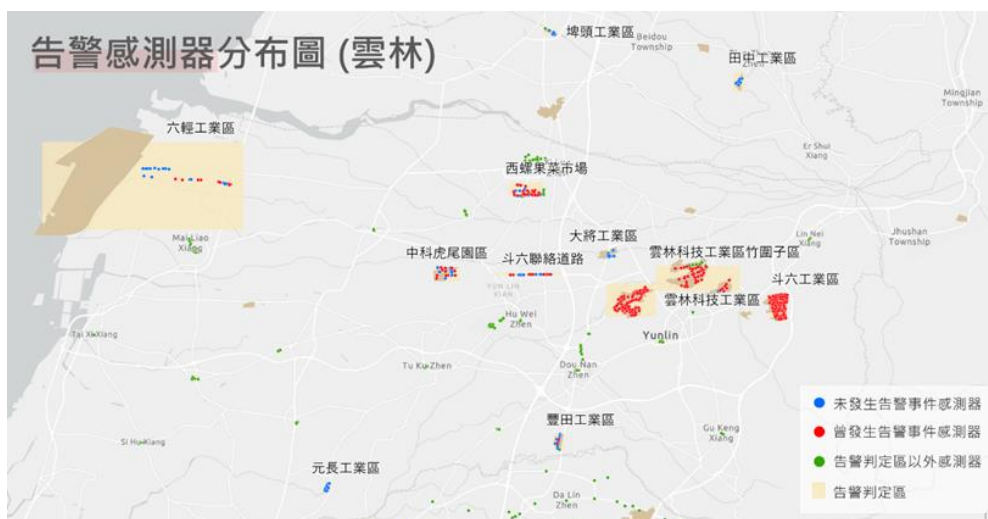 告警感測器分布圖 (雲林)
埤頭工業區
Beidou
Township
田中工業區
Mingjian
Township
六輕工業區
Er Shui
Xiang
西螺果菜市場
Mai Liao
Xiang
大將工業區
Lin Nei
Xiang
Jhushan
Township
中科虎尾園區
斗六聯絡道路
雲林科技工業區竹圍子區
斗六工業區
YUN LIN
XIAN
雲林科技工業區
Hu Wei
Zhen
Tai Xi Xiang
Yunlin
Tu Ku Zhen
Dou Nan
Zhen
豐田工業區
Gu Keng
Xiang
Si Hu Xiang
元長工業區
Da Lin
Zhen
未發生告警事件感測器
曾發生告警事件感測器
告警判定區以外感測器
告警判定區